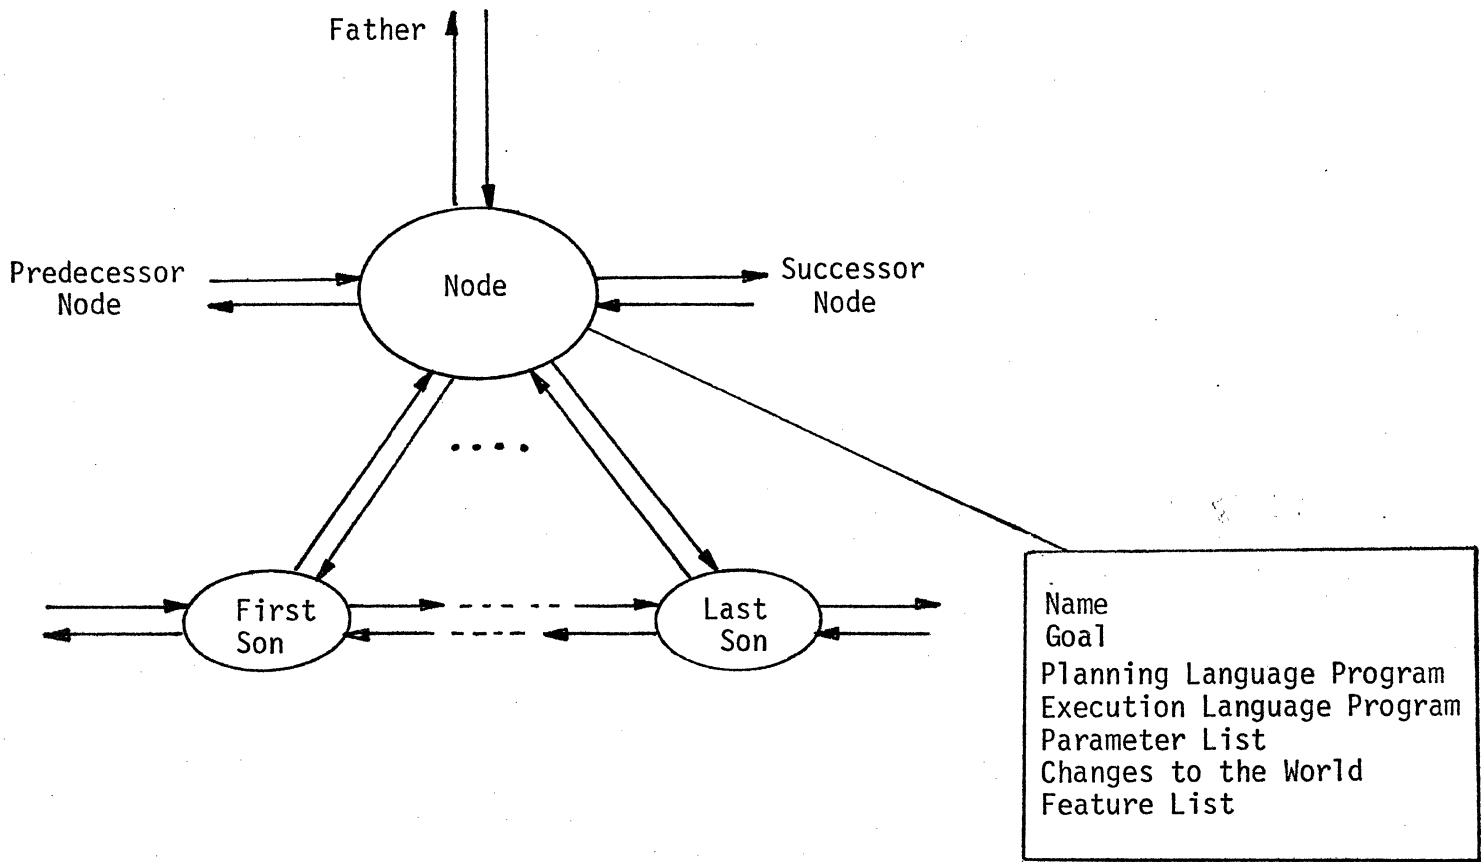 Father
Predecessor
Node
Node
Successor
Node
First
Son
Last
Son
Name
Goal
Planning Language Program
Execution Language Program
Parameter List
Changes to the World
Feature List